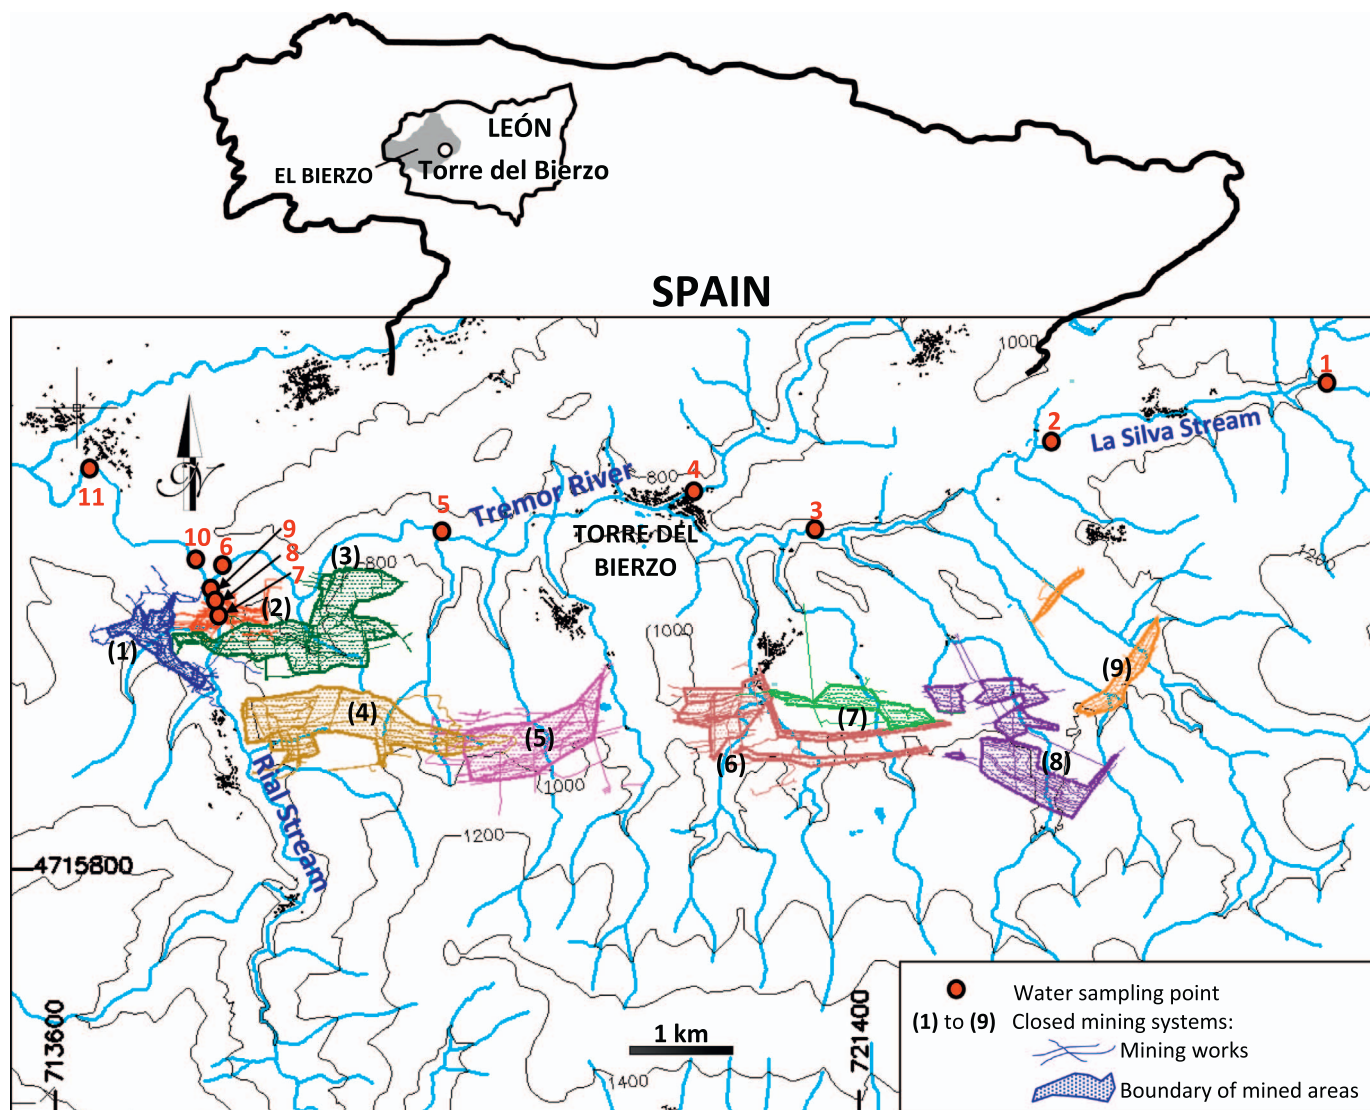 LEÓN
EL BIERZO
Torre del Bierzo
SPAIN
1000
1
2
La Silva Stream
11
N
10
6
9
8
7
5
Tremor River
800
4
3
TORRE DEL
BIERZO
1200
(3)
800
(2)
(1)
1000
(9)
(4)
(5)
(7)
(6)
(8)
1000
Rial Stream
1200
4715800
713600
1 km
721400
1400
Water sampling point
(1) to (9) Closed mining systems:
Mining works
Boundary of mined areas